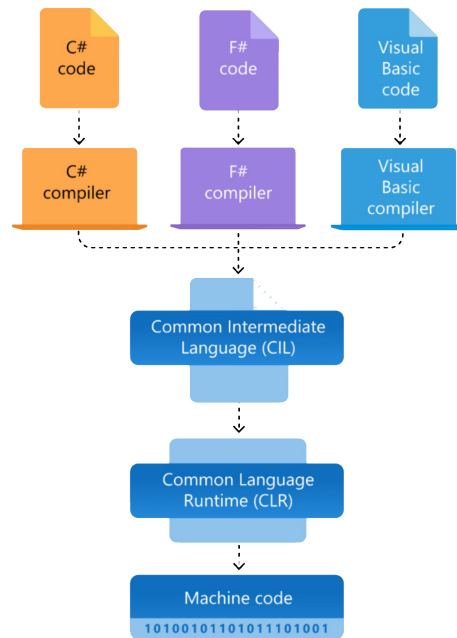 C#
code
F#
code
Visual
Basic
code
C#
compiler
F#
compiler
Visual
Basic
compiler
Common Intermediate
Language (CIL)
Common Language
Runtime (CLR)
Machine code
101001011010111101001